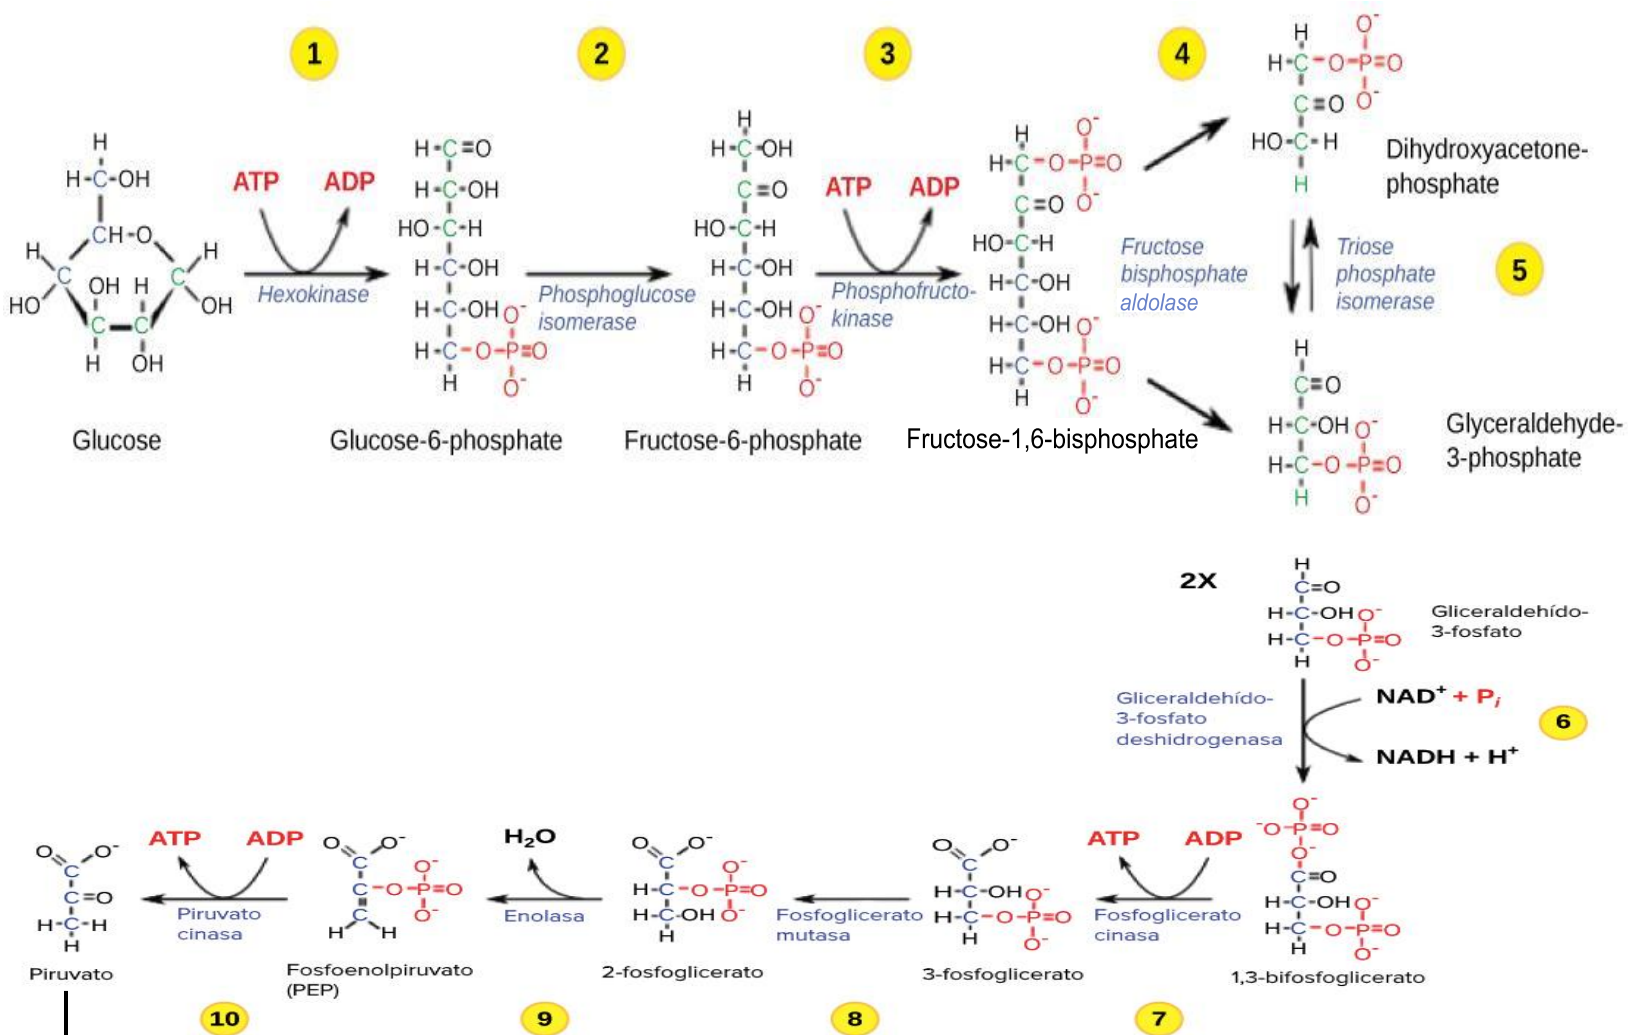 1
2
3
4
ATP
ADP
Hexokinase
Phosphoglucose
isomerase
ATP
ADP
Phosphofructo-
kinase
Fructose
bisphosphate
aldolase
Dihydroxyacetone-
phosphate
Triose
phosphate
isomerase
5
Glucose
Glucose-6-phosphate
Fructose-6-phosphate
Fructose-1,6-bisphosphate
Glyceraldehyde-
3-phosphate
2X
Gliceraldehído-
3-fosfato
Gliceraldehído-
3-fosfato
deshidrogenasa
NAD⁺ + Pi
NADH + H⁺
6
ATP
ADP
Piruvato
cinasa
H₂O
Enolasa
Fosfoglicerato
mutasa
ATP
ADP
Fosfoglicerato
cinasa
Piruvato
Fosfoenolpiruvato
(PEP)
2-fosfoglicerato
3-fosfoglicerato
1,3-bifosfoglicerato
10
9
8
7